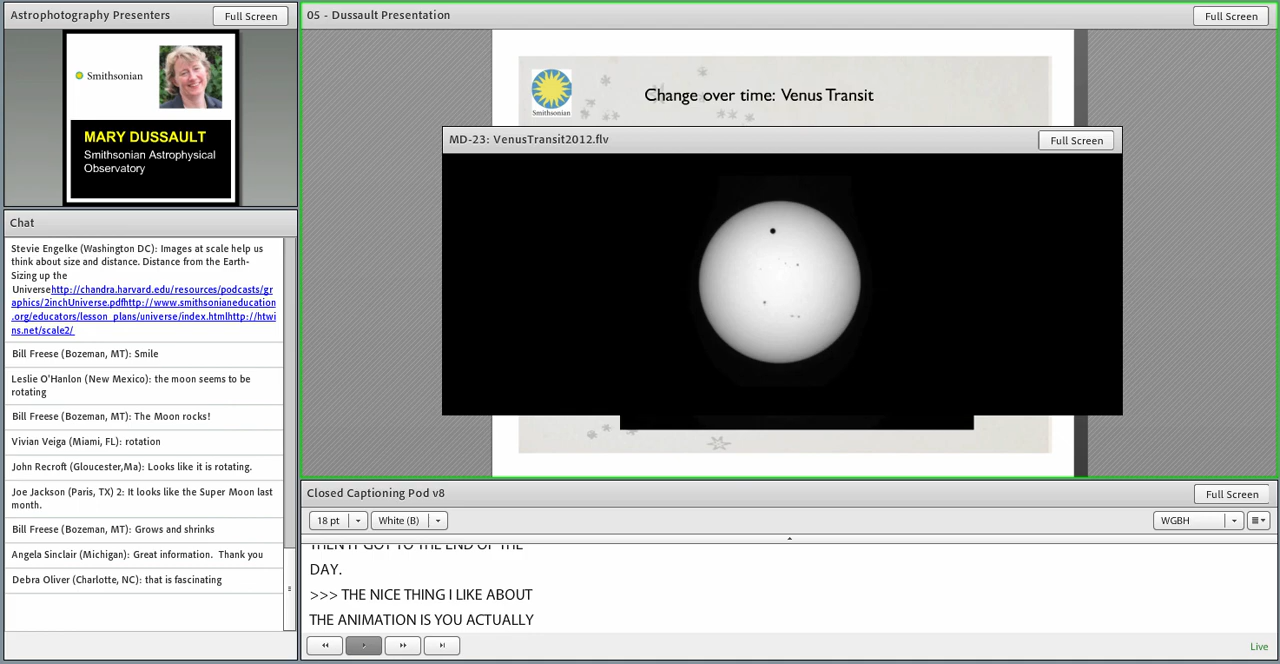 Astrophotography Presenters
Full Screen
Smithsonian
MARY DUSSAULT
Smithsonian Astrophysical
Observatory
Chat
Stevie Engelke (Washington DC): Images at scale help us
think about size and distance. Distance from the Earth-
Sizing up the
Universehttp://chandra.harvard.edu/resources/podcasts/gr
aphics/2inchUniverse.pdfhttp://www.smithsonianeducation
.org/educators/lesson_plans/universe/index.htmlhttp://htwi
ns.net/scale2/
Bill Freese (Bozeman, MT): Smile
Leslie O'Hanlon (New Mexico): the moon seems to be
rotating
Bill Freese (Bozeman, MT): The Moon rocks!
Vivian Veiga (Miami, FL): rotation
John Recroft (Gloucester,Ma): Looks like it is rotating.
Joe Jackson (Paris, TX) 2: It looks like the Super Moon last
month.
Bill Freese (Bozeman, MT): Grows and shrinks
Angela Sinclair (Michigan): Great information. Thank you
Debra Oliver (Charlotte, NC): that is fascinating
05 - Dussault Presentation
Full Screen
Smithsonian
Change over time: Venus Transit
MD-23: VenusTransit2012.flv
Full Screen
Closed Captioning Pod v8
Full Screen
18 pt
White (B)
WGBH
THEN IT GOT TO THE END OF THE
DAY.
>>> THE NICE THING I LIKE ABOUT
THE ANIMATION IS YOU ACTUALLY
Live